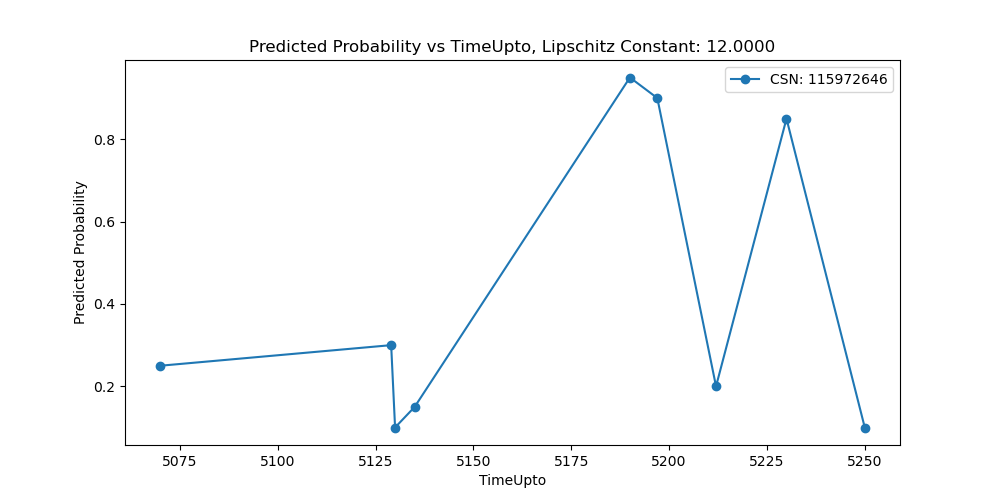 Predicted Probability vs TimeUpto, Lipschitz Constant: 12.0000
CSN: 115972646
Predicted Probability
0.8
0.6
0.4
0.2
5075 5100 5125 5150 5175 5200 5225 5250
TimeUpto